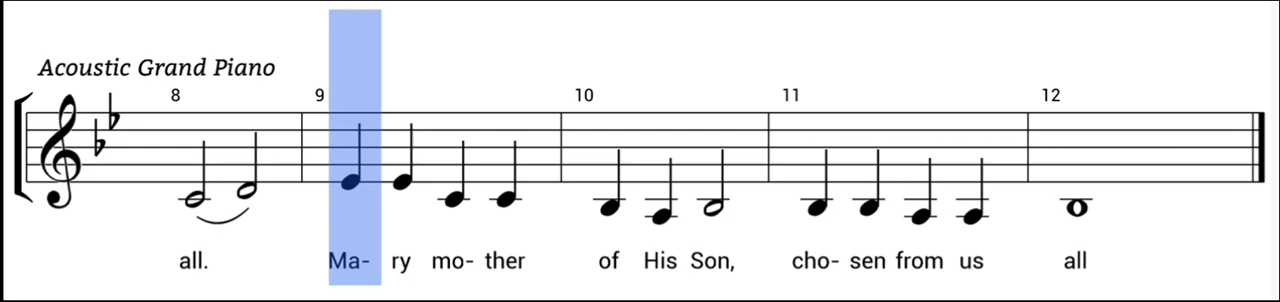 Acoustic Grand Piano
8 9 10 11 12
all. Ma- ry mo- ther of His Son, cho- sen from us all